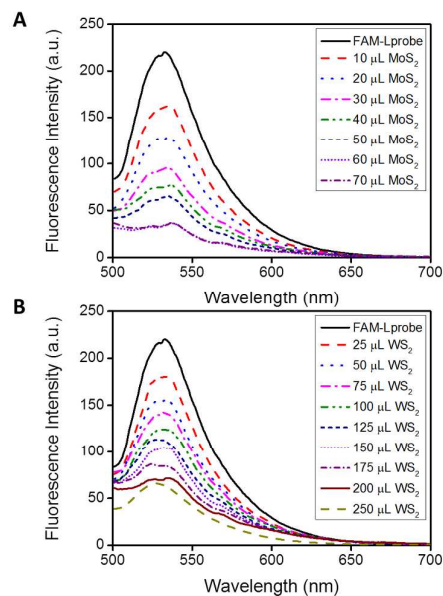 A
Fluorescence Intensity (a.u.)
250
200
150
100
50
0
FAM-Lprobe
10 μL MoS₂
20 μL MoS₂
30 μL MoS₂
40 μL MoS₂
50 μL MoS₂
60 μL MoS₂
70 μL MoS₂
500 550 600 650 700
Wavelength (nm)
B
Fluorescence Intensity (a.u.)
250
200
150
100
50
0
FAM-Lprobe
25 μL WS₂
50 μL WS₂
75 μL WS₂
100 μL WS₂
125 μL WS₂
150 μL WS₂
175 μL WS₂
200 μL WS₂
250 μL WS₂
500 550 600 650 700
Wavelength (nm)